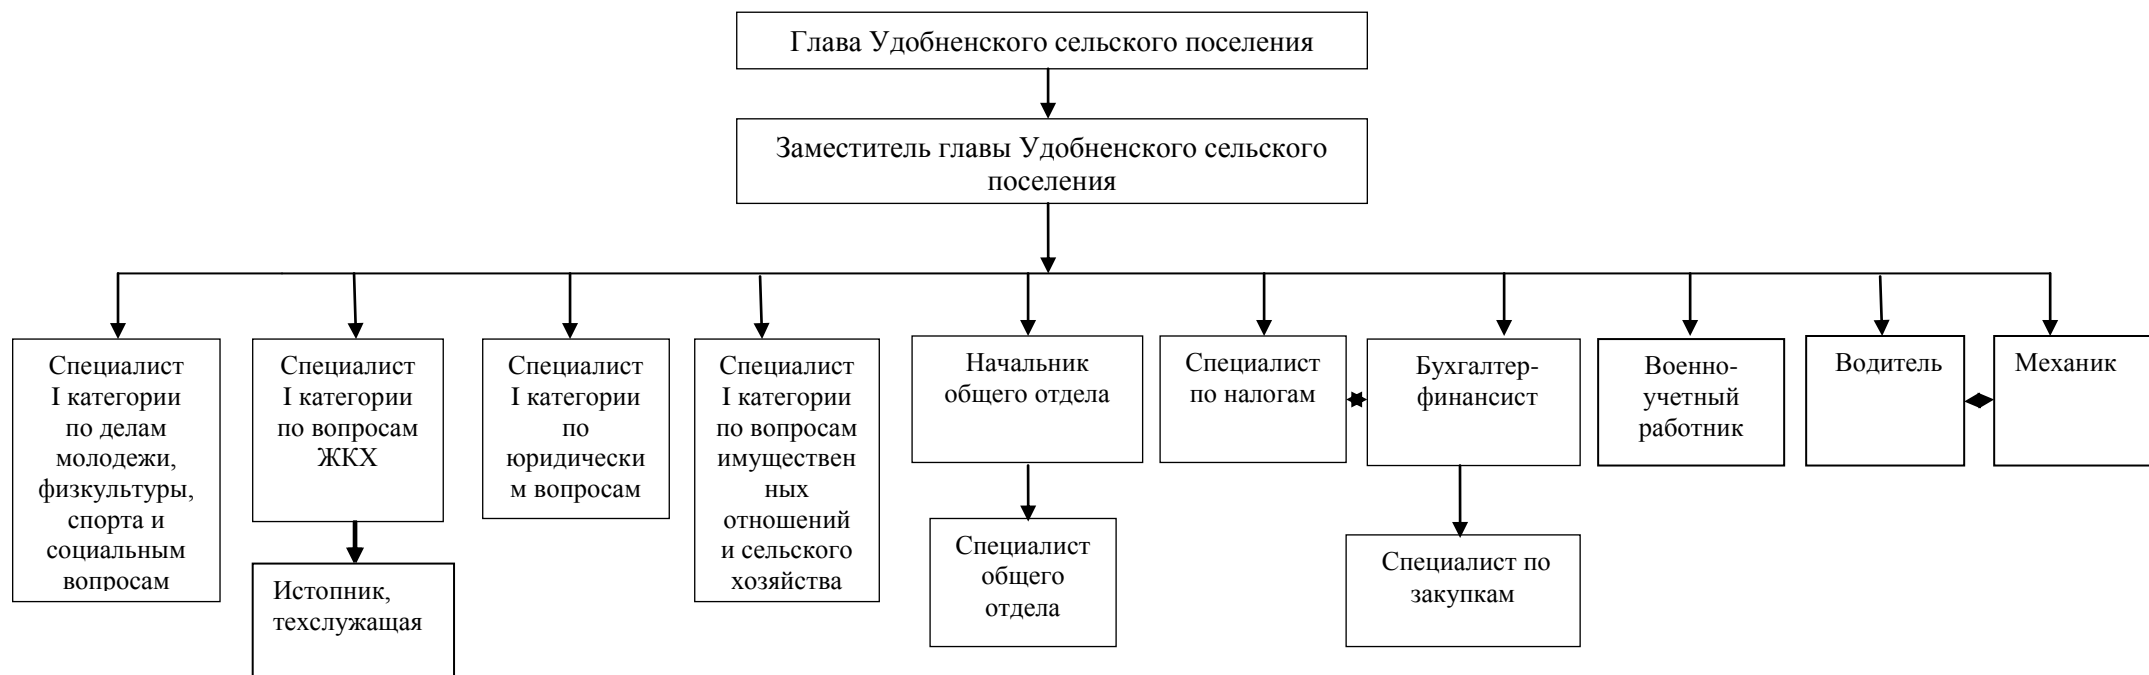 Глава Удобненского сельского поселения
Заместитель главы Удобненского сельского
поселения
Специалист
I категории
по делам
молодежи,
физкультуры,
спорта и
социальным
вопросам
Специалист
I категории
по вопросам
ЖКХ
Специалист
I категории
по
юридически
м вопросам
Специалист
I категории
по вопросам
имуществен
ных
отношений
и сельского
хозяйства
Начальник
общего отдела
Специалист
по налогам
Бухгалтер-
финансист
Военно-
учетный
работник
Водитель
Механик
Истопник,
техслужащая
Специалист
общего
отдела
Специалист по
закупкам